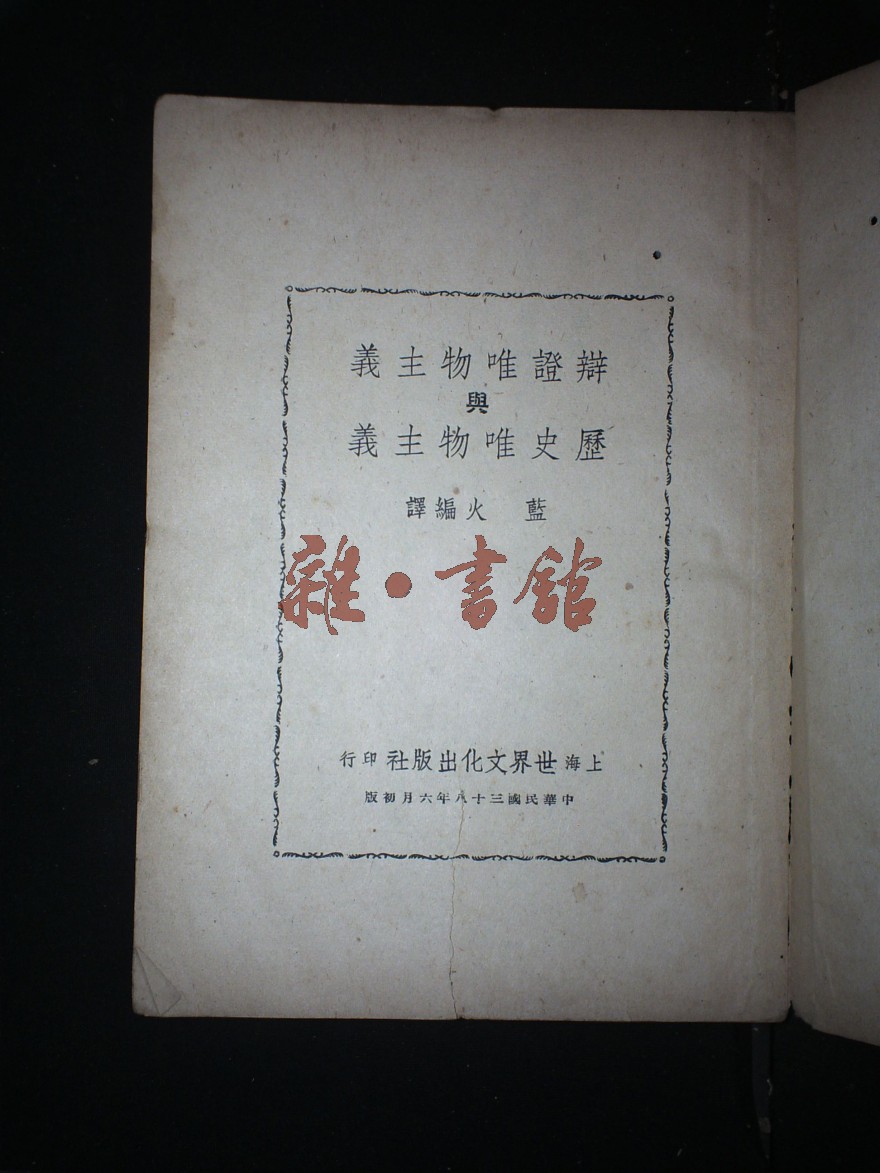 辯證唯物主義
與
歷史唯物主義
藍火編譯
雜·書館
上海世界文化出版社印行
中華民國三十八年六月初版